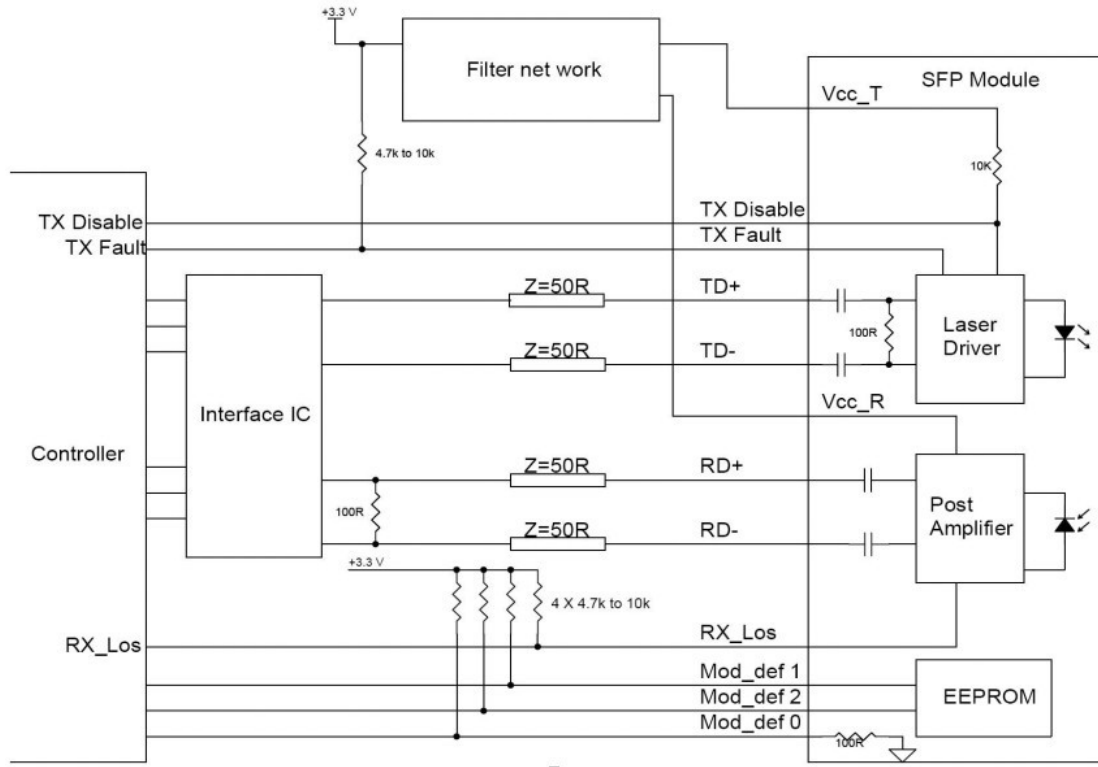 +3.3 V
Filter net work
SFP Module
Vcc_T
4.7k to 10k
10K
TX Disable
TX Disable
TX Fault
TX Fault
Z=50R
TD+
Laser
Driver
100R
Z=50R
TD-
Vcc_R
Interface IC
Controller
Z=50R
RD+
100R
Post
Amplifier
Z=50R
RD-
+3.3 V
4 X 4.7k to 10k
RX_Los
RX_Los
Mod_def 1
EEPROM
Mod_def 2
Mod_def 0
100R